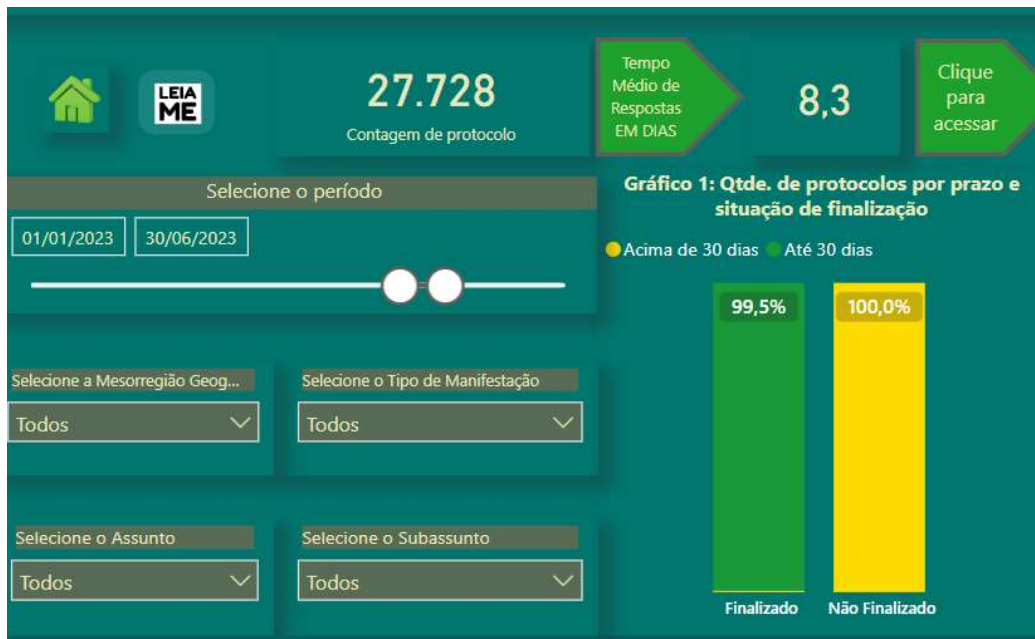 LEIA
ME
27.728
Contagem de protocolo
Tempo
Médio de
Respostas
EM DIAS
8,3
Clique
para
acessar
Selecione o período
01/01/2023
30/06/2023
Gráfico 1: Qtde. de protocolos por prazo e
situação de finalização
Acima de 30 dias
Até 30 dias
99,5%
100,0%
Finalizado
Não Finalizado
Selecione a Mesorregião Geog...
Todos
Selecione o Tipo de Manifestação
Todos
Selecione o Assunto
Todos
Selecione o Subassunto
Todos